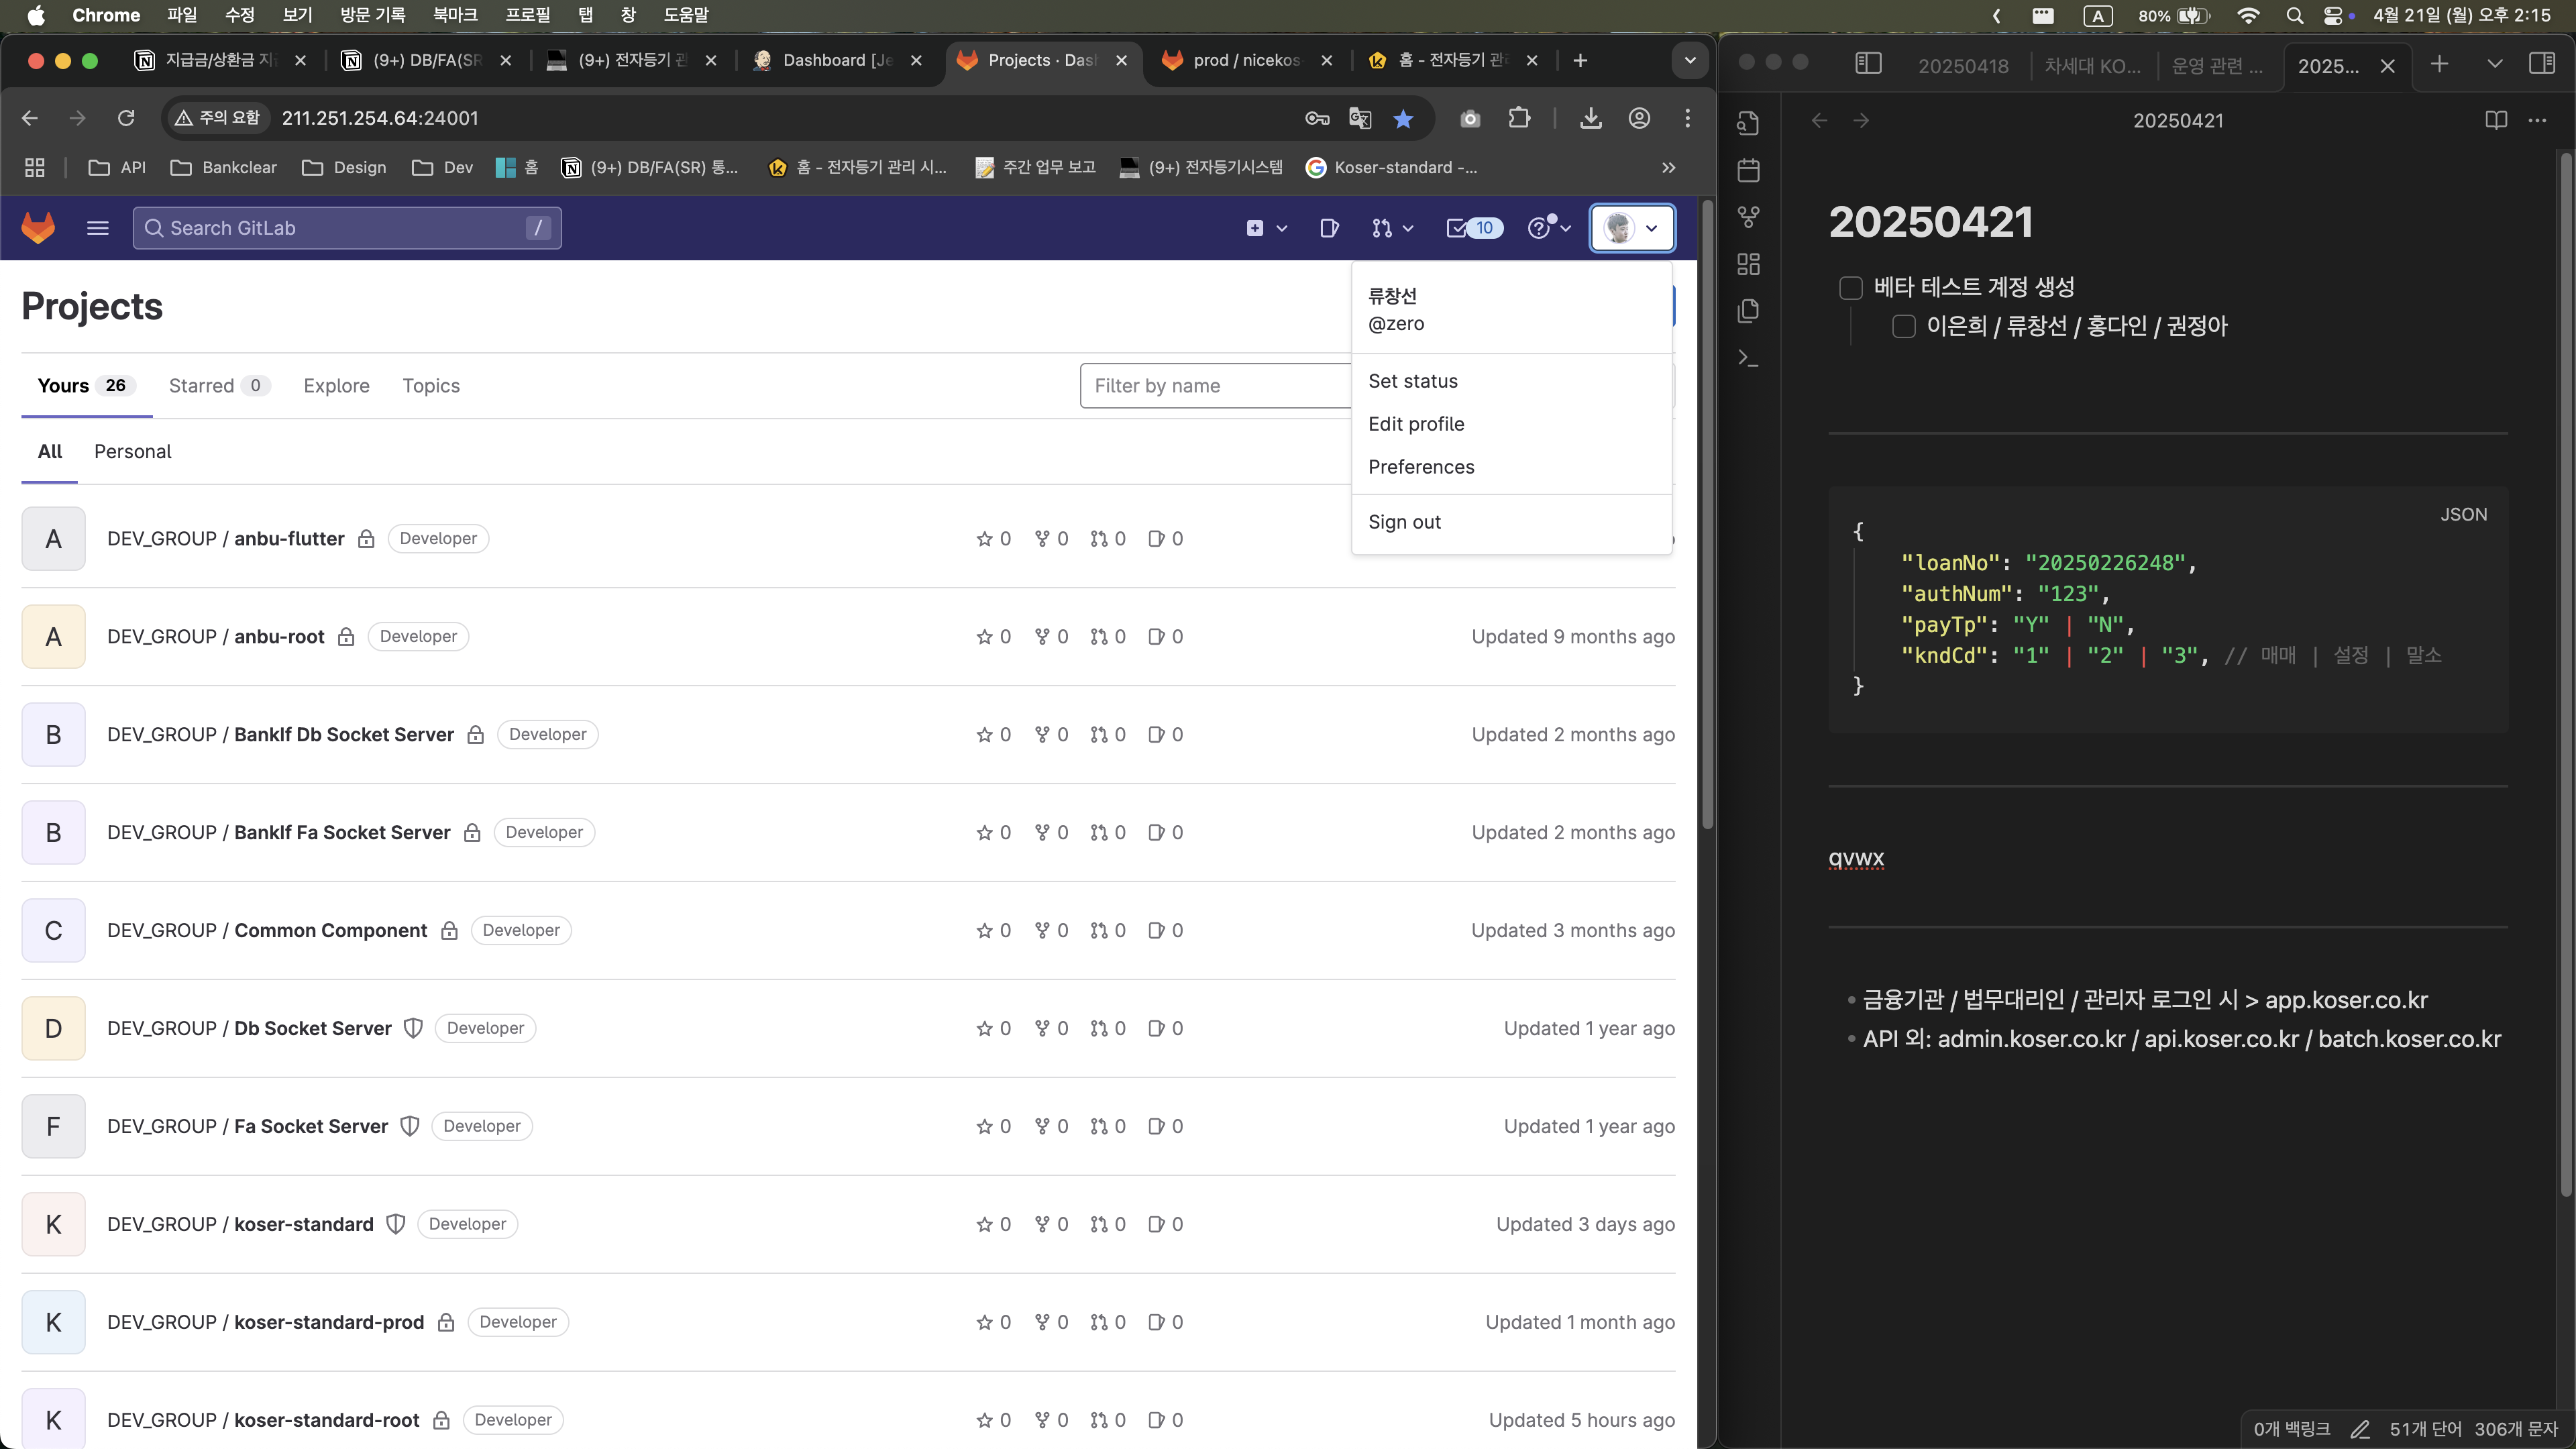 Chrome 파일 수정 보기 방문 기록 북마크 프로필 탭 창 도움말
A 80% 4월 21일 (월) 오후 2:15
지급금/상환금 지
(9+) DB/FA(SR
(9+) 전자등기 관
Dashboard [Je
Projects · Dash
prod / nicekos
홈 - 전자등기 관
주의 요함 211.251.254.64:24001
API Bankclear Design Dev 홈 (9+) DB/FA(SR) 통... 홈 - 전자등기 관리 시... 주간 업무 보고 (9+) 전자등기시스템 Koser-standard -...
Search GitLab /
10
Projects
류창선
@zero
Set status
Edit profile
Preferences
Sign out
Yours 26 Starred 0 Explore Topics
Filter by name
All Personal
A DEV_GROUP / anbu-flutter Developer 0 0 0 0
A DEV_GROUP / anbu-root Developer 0 0 0 0 Updated 9 months ago
B DEV_GROUP / BankIf Db Socket Server Developer 0 0 0 0 Updated 2 months ago
B DEV_GROUP / BankIf Fa Socket Server Developer 0 0 0 0 Updated 2 months ago
C DEV_GROUP / Common Component Developer 0 0 0 0 Updated 3 months ago
D DEV_GROUP / Db Socket Server Developer 0 0 0 0 Updated 1 year ago
F DEV_GROUP / Fa Socket Server Developer 0 0 0 0 Updated 1 year ago
K DEV_GROUP / koser-standard Developer 0 0 0 0 Updated 3 days ago
K DEV_GROUP / koser-standard-prod Developer 0 0 0 0 Updated 1 month ago
K DEV_GROUP / koser-standard-root Developer 0 0 0 0 Updated 5 hours ago
20250418 차세대 KO... 운영 관련 ... 2025...
20250421
20250421
베타 테스트 계정 생성
이은희 / 류창선 / 홍다인 / 권정아
JSON
{
"loanNo": "20250226248",
"authNum": "123",
"payTp": "Y" | "N",
"kndCd": "1" | "2" | "3", // 매매 | 설정 | 말소
}
qvwx
• 금융기관 / 법무대리인 / 관리자 로그인 시 > app.koser.co.kr
• API 외: admin.koser.co.kr / api.koser.co.kr / batch.koser.co.kr
0개 백링크 51개 단어 306개 문자